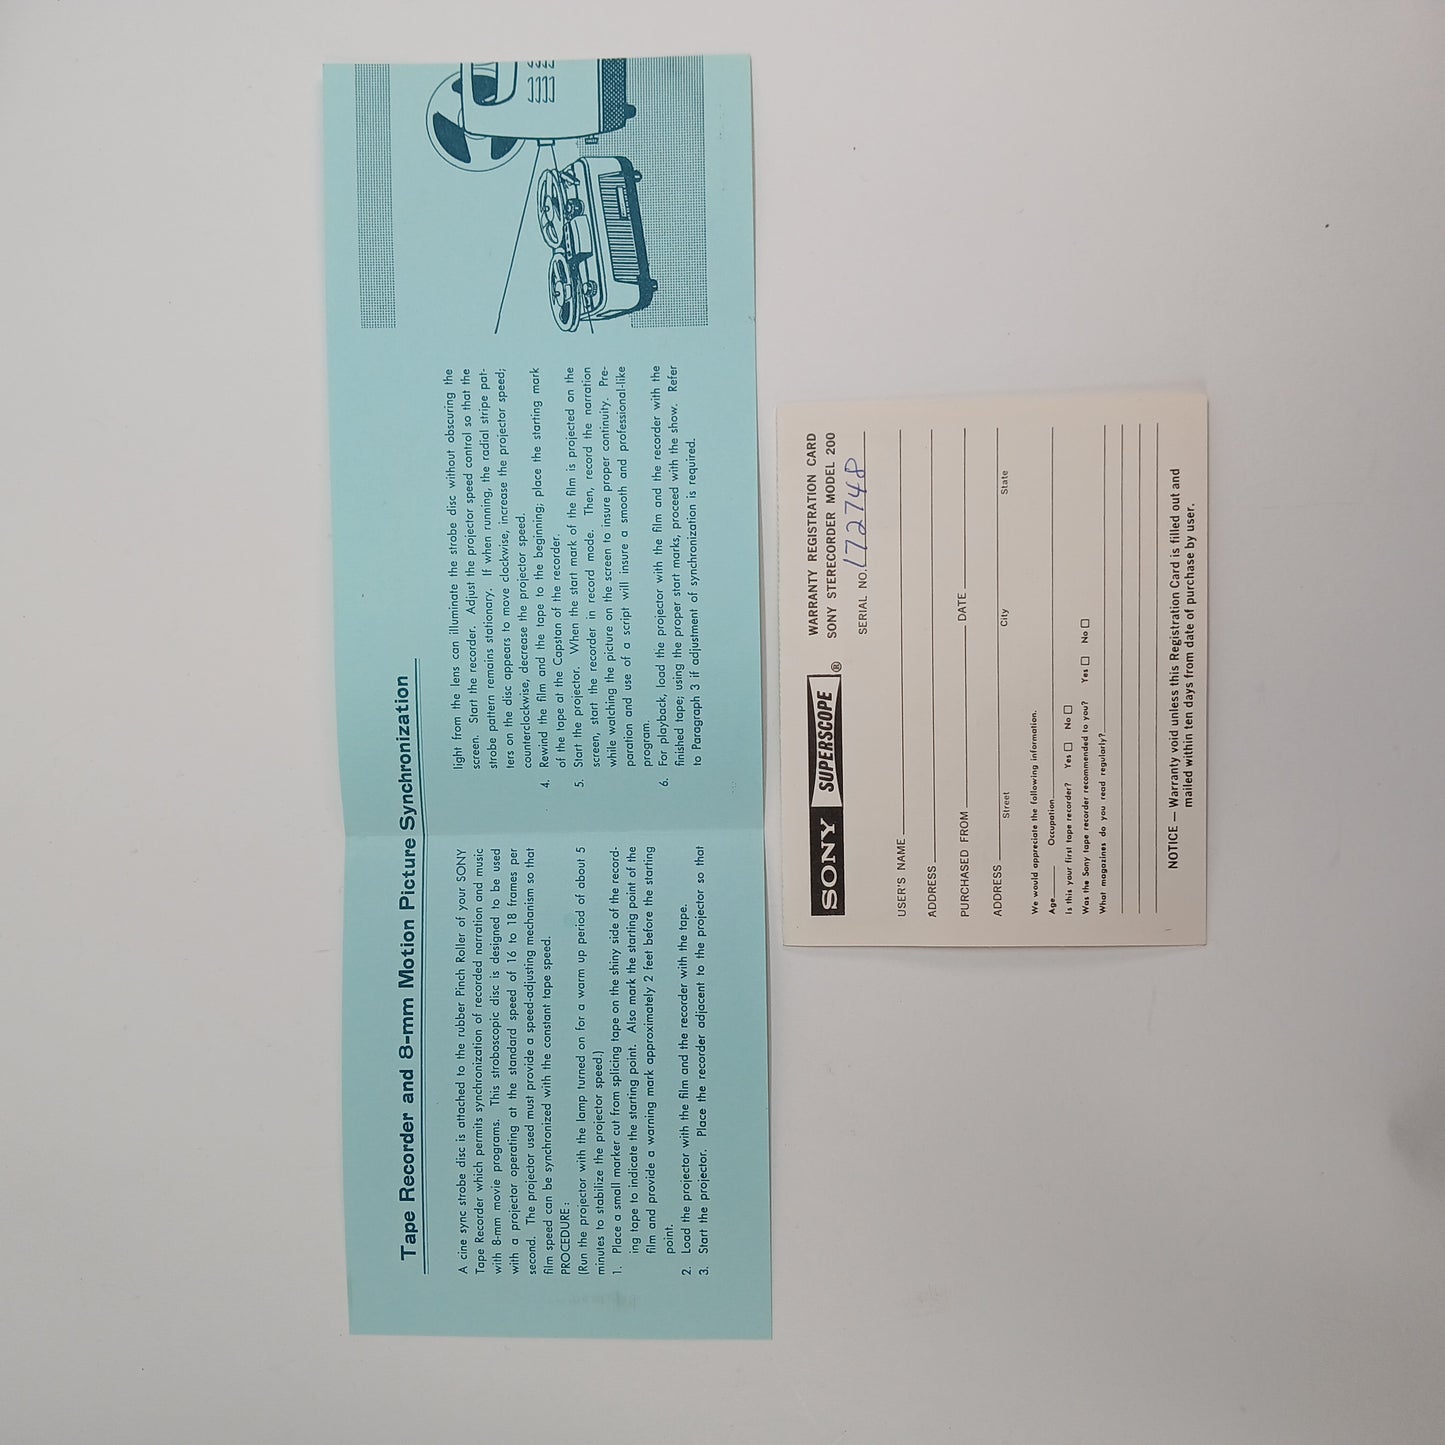 Tape Recorder and 8-mm Motion Picture Synchronization
A cine sync strobe disc is attached to the rubber Pinch Roller of your SONY
Tape Recorder which permits synchronization of recorded narration and music
with 8-mm movie programs. This stroboscopic disc is designed to be used
with a projector operating at the standard speed of 16 to 18 frames per
second. The projector used must provide a speed-adjusting mechanism so that
film speed can be synchronized with the constant tape speed.
PROCEDURE:
(Run the projector with the lamp turned on for a warm up period of about 5
minutes to stabilize the projector speed.)
1. Place a small marker cut from splicing tape on the shiny side of the record-
ing tape to indicate the starting point. Also mark the starting point of the
film and provide a warning mark approximately 2 feet before the starting
point.
2. Load the projector with the film and the recorder with the tape.
3. Start the projector. Place the recorder adjacent to the projector so that
light from the lens can illuminate the strobe disc without obscuring the
screen. Start the recorder. Adjust the projector speed control so that the
strobe pattern remains stationary. If when running, the radial stripe pat-
ters on the disc appears to move clockwise, increase the projector speed;
counterclockwise, decrease the projector speed.
4. Rewind the film and the tape to the beginning; place the starting mark
of the tape at the Capstan of the recorder.
5. Start the projector. When the start mark of the film is projected on the
screen, start the recorder in record mode. Then, record the narration
while watching the picture on the screen to insure proper continuity. Pre-
paration and use of a script will insure a smooth and professional-like
program.
6. For playback, load the projector with the film and the recorder with the
finished tape; using the proper start marks, proceed with the show. Refer
to Paragraph 3 if adjustment of synchronization is required.
SONY SUPERSCOPE ®
WARRANTY REGISTRATION CARD
SONY STERECORDER MODEL 200
SERIAL NO. 172748
USER'S NAME
ADDRESS
PURCHASED FROM DATE
ADDRESS
Street City State
We would appreciate the following information.
Age Occupation
Is this your first tape recorder? Yes □ No □
Was the Sony tape recorder recommended to you? Yes □ No □
What magazines do you read regularly?
NOTICE — Warranty void unless this Registration Card is filled out and
mailed within ten days from date of purchase by user.